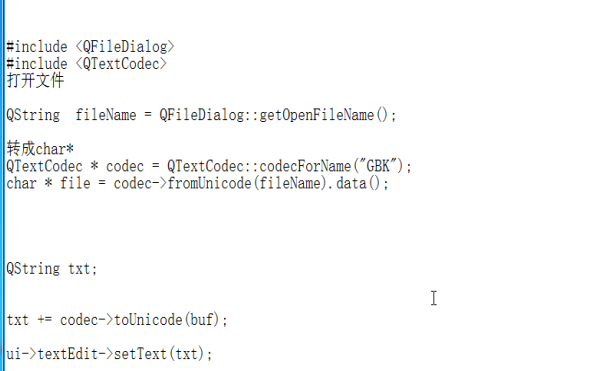 #include <QFileDialog>
#include <QTextCodec>
打开文件
QString  fileName = QFileDialog::getOpenFileName();
转成char*
QTextCodec * codec = QTextCodec::codecForName("GBK");
char * file = codec->fromUnicode(fileName).data();
QString txt;
txt += codec->toUnicode(buf);
ui->textEdit->setText(txt);